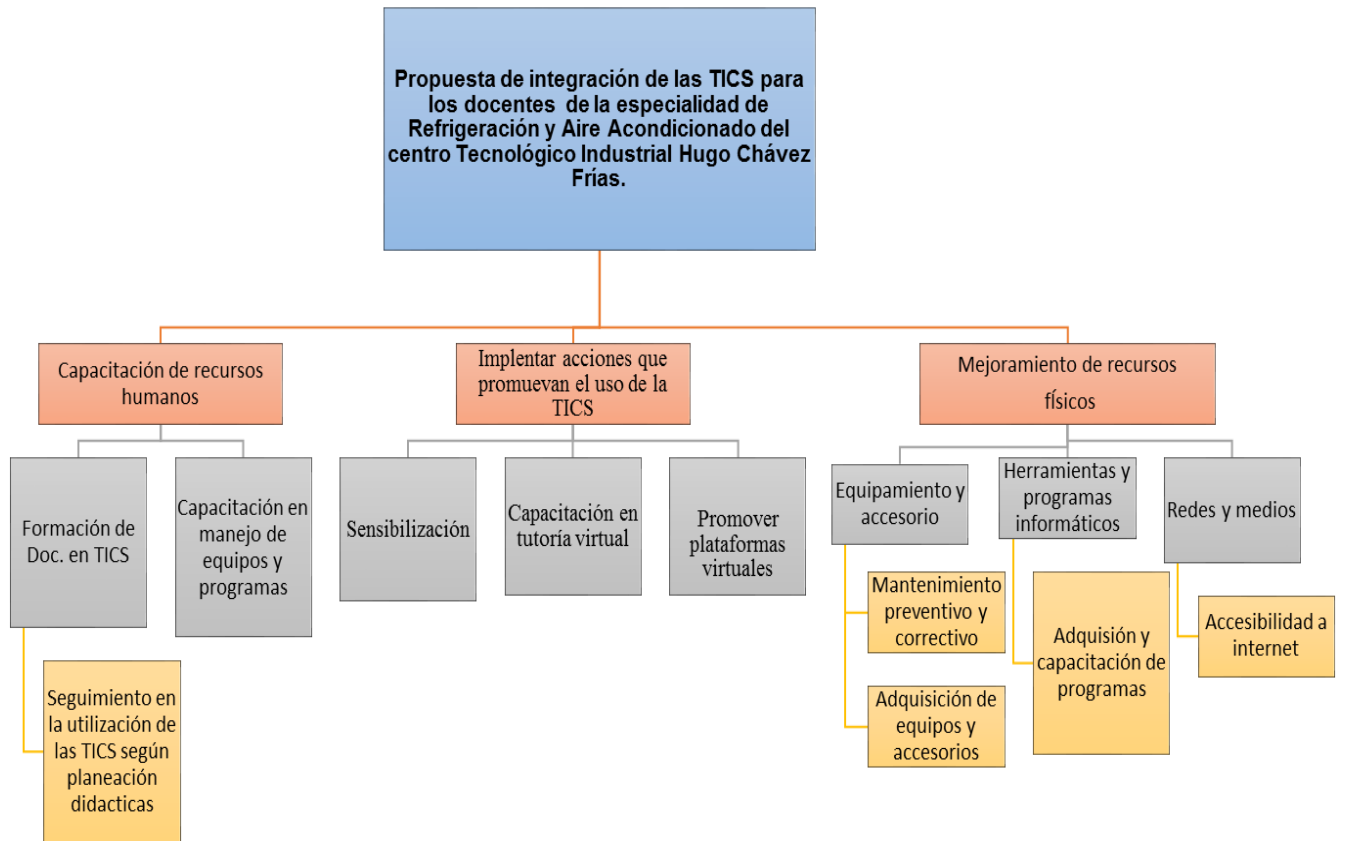 Propuesta de integración de las TICS para
los docentes de la especialidad de
Refrigeración y Aire Acondicionado del
centro Tecnológico Industrial Hugo Chávez
Frías.
Capacitación de recursos
humanos
Implentar acciones que
promuevan el uso de la
TICS
Mejoramiento de recursos
físicos
Formación de
Doc. en TICS
Capacitación en
manejo de
equipos y
programas
Sensibilización
Capacitación en
tutoría virtual
Promover
plataformas
virtuales
Equipamiento y
accesorio
Herramientas y
programas
informáticos
Redes y medios
Seguimiento en
la utilización de
las TICS según
planeación
didacticas
Mantenimiento
preventivo y
correctivo
Adquisición de
equipos y
accesorios
Adquisión y
capacitación de
programas
Accesibilidad a
internet